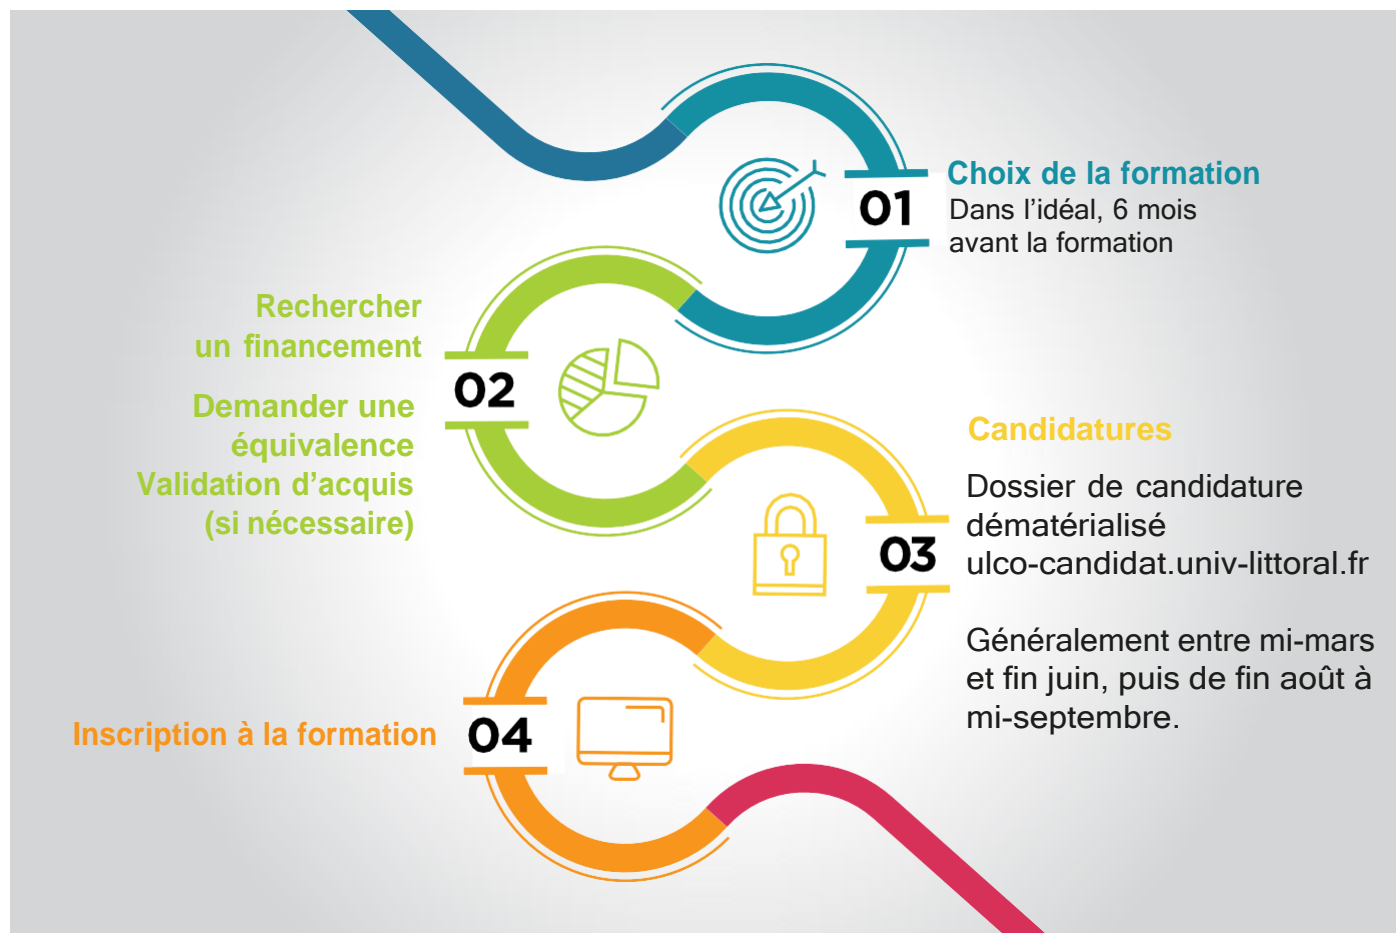 01
Choix de la formation
Dans l’idéal, 6 mois
avant la formation
Rechercher
un financement
02
Demander une
équivalence
Validation d’acquis
(si nécessaire)
Candidatures
03
Dossier de candidature
dématérialisé
ulco-candidat.univ-littoral.fr
Généralement entre mi-mars
et fin juin, puis de fin août à
mi-septembre.
Inscription à la formation
04